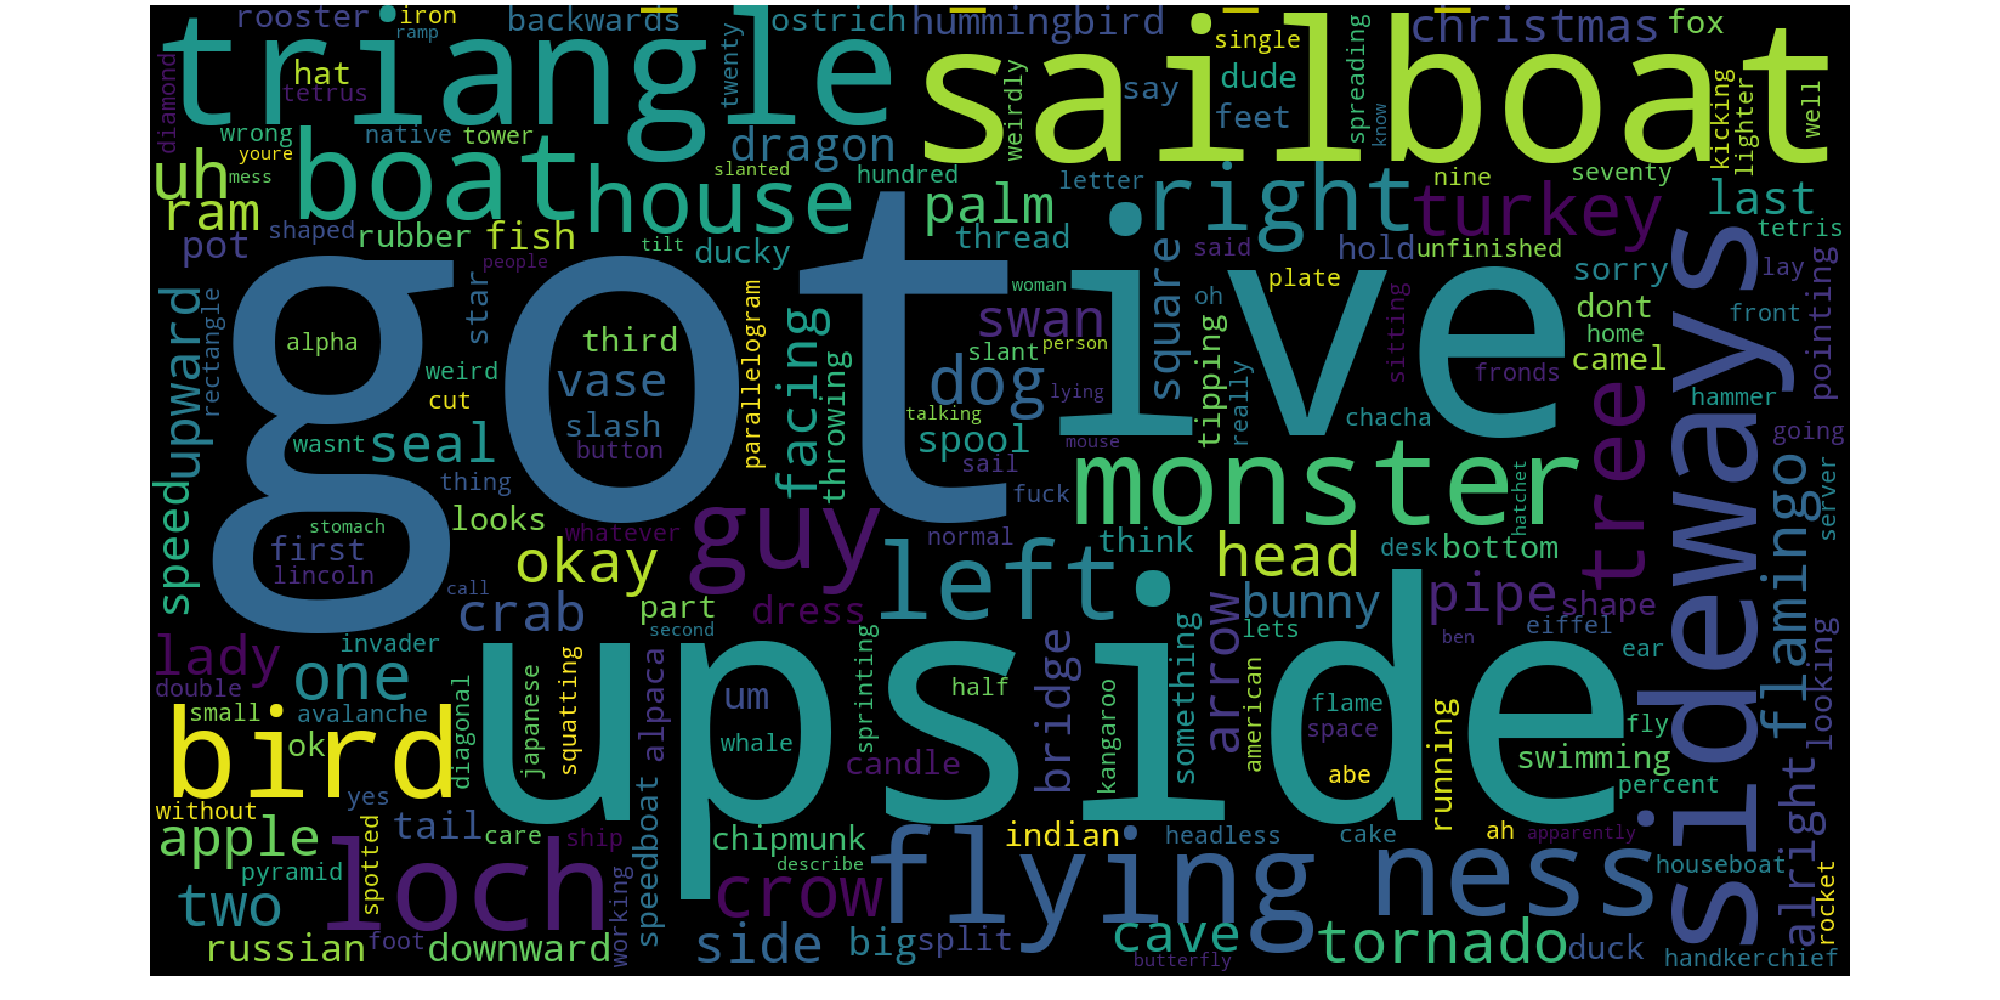 rooster
iron
ramp
backwards
ostrich
hummingbird
single
christmas
fox
triangle
sailboat
hat
tetrus
diamond
twenty
weirdly
say
dude
feet
spreading
know
kicking
lighter
well
wrong
native
tower
youre
mess
uh
boat
house
dragon
slanted
hundred
letter
right
nine
seventy
turkey
last
tetris
ram
pot
shaped
rubber
fish
tilt
ducky
palm
thread
said
hold
unfinished
people
sideways
upward
rectangle
star
got
ive
woman
oh
plate
sorry
lay
pointing
alpha
third
parallelogram
facing
throwing
swan
slant
person
square
tipping
really
sitting
dont
home
camel
front
weird
cut
vase
dog
lying
fronds
hammer
slash
talking
chacha
tree
wasnt
seal
button
spool
mouse
going
speed
thing
sail
monster
flamingo
server
looks
fuck
hatchet
stomach
whatever
guy
normal
think
head
desk
bottom
first
okay
left
lincoln
call
crab
part
dress
arrow
bunny
pipe
shape
second
lets
ben
eiffel
ear
looking
lady
invader
bridge
something
double
one
upside
um
half
american
flame
fly
small
avalanche
alpaca
sprinting
kangaroo
space
bird
ok
diagonal
japanese
squatting
whale
candle
abe
running
swimming
percent
alright
without
yes
apple
tail
care
ship
chipmunk
indian
headless
cake
ah
apparently
pyramid
spotted
loch
describe
flying
ness
houseboat
rocket
two
working
speedboat
crow
russian
foot
downward
side
big
split
cave
butterfly
tornado
duck
handkerchief